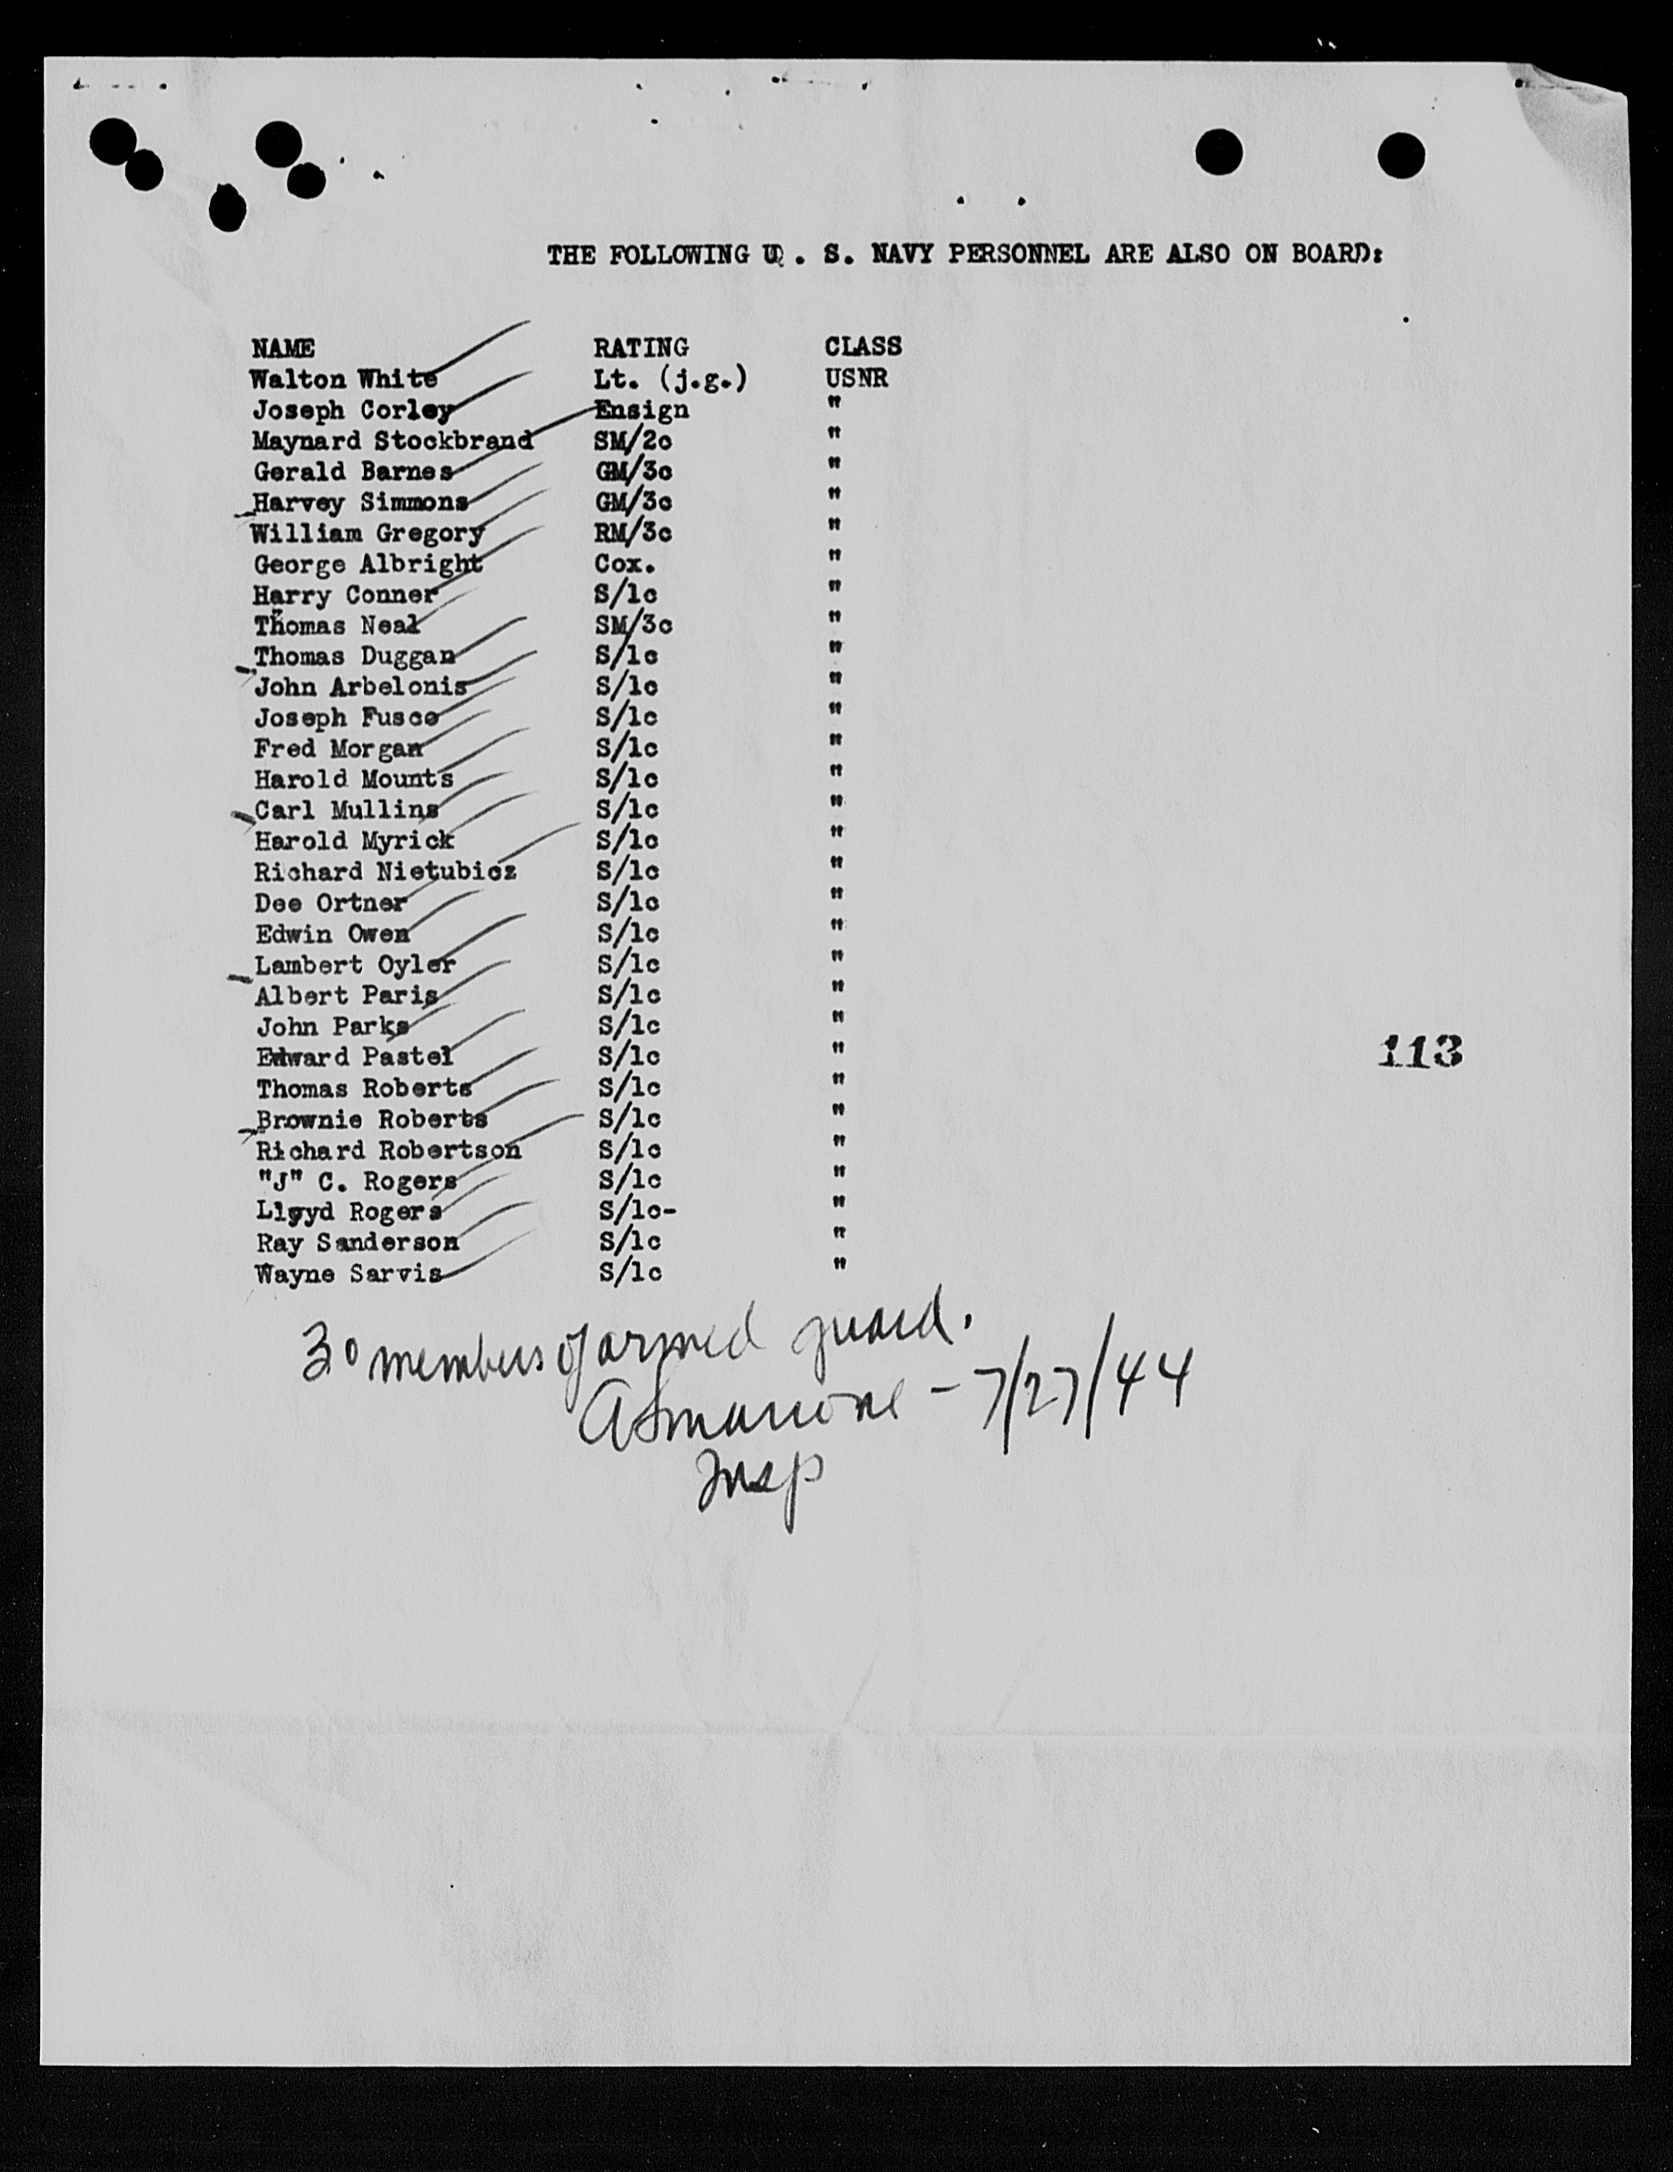 THE FOLLOWING U. S. NAVY PERSONNEL ARE ALSO ON BOARD:
NAME RATING CLASS
Walton White Lt. (j.g.) USNR
Joseph Corley Ensign "
Maynard Stockbrand SM/2c "
Gerald Barnes GM/3c "
Harvey Simmons GM/3c "
William Gregory RM/3c "
George Albright Cox. "
Harry Conner S/1c "
Thomas Neal SM/3c "
Thomas Duggan S/1c "
John Arbelonis S/1c "
Joseph Fusco S/1c "
Fred Morgan S/1c "
Harold Mounts S/1c "
Carl Mullins S/1c "
Harold Myrick S/1c "
Richard Nietubicz S/1c "
Dee Ortner S/1c "
Edwin Owen S/1c "
Lambert Oyler S/1c "
Albert Paris S/1c "
John Parks S/1c "
113
Edward Pastel S/1c "
Thomas Roberts S/1c "
Brownie Roberts S/1c "
Richard Robertson S/1c "
"J" C. Rogers S/1c "
Lloyd Rogers S/1c- "
Ray Sanderson S/1c "
Wayne Sarvis S/1c "
30 members of armed guard.
- 7/27/44
Insp